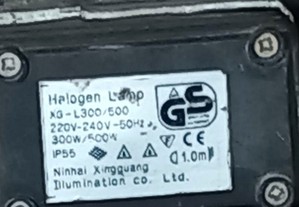 Halogen Lamp
XG-L300/500
220V-240V~50Hz
300W/500W
GS
CE
IP55
1.0m
Ninhai Xingguang
Illumination co. Ltd.